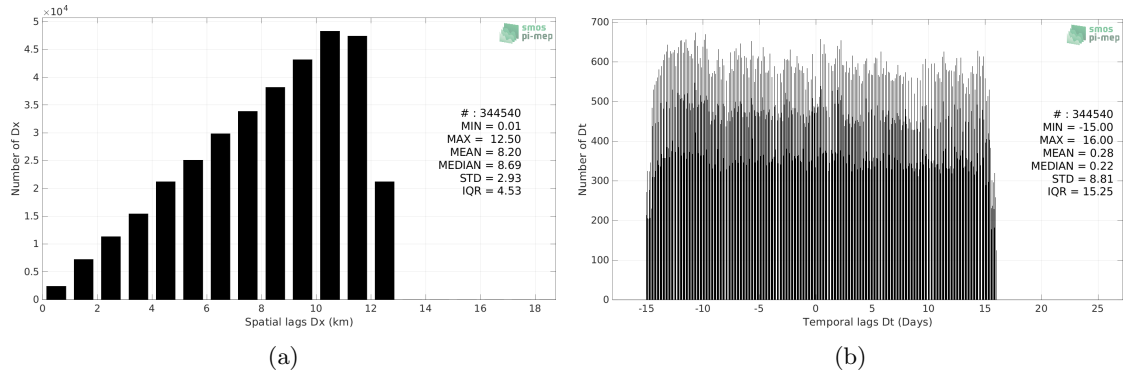 ×10⁴
5
4.5
4
3.5
3
2.5
2
1.5
1
0.5
0
Number of Dx
0 2 4 6 8 10 12 14 16 18
Spatial lags Dx (km)
smos
pi-mep
# : 344540
MIN = 0.01
MAX = 12.50
MEAN = 8.20
MEDIAN = 8.69
STD = 2.93
IQR = 4.53
(a)
700
600
500
400
300
200
100
0
Number of Dt
-15 -10 -5 0 5 10 15 20 25
Temporal lags Dt (Days)
smos
pi-mep
# : 344540
MIN = -15.00
MAX = 16.00
MEAN = 0.28
MEDIAN = 0.22
STD = 8.81
IQR = 15.25
(b)